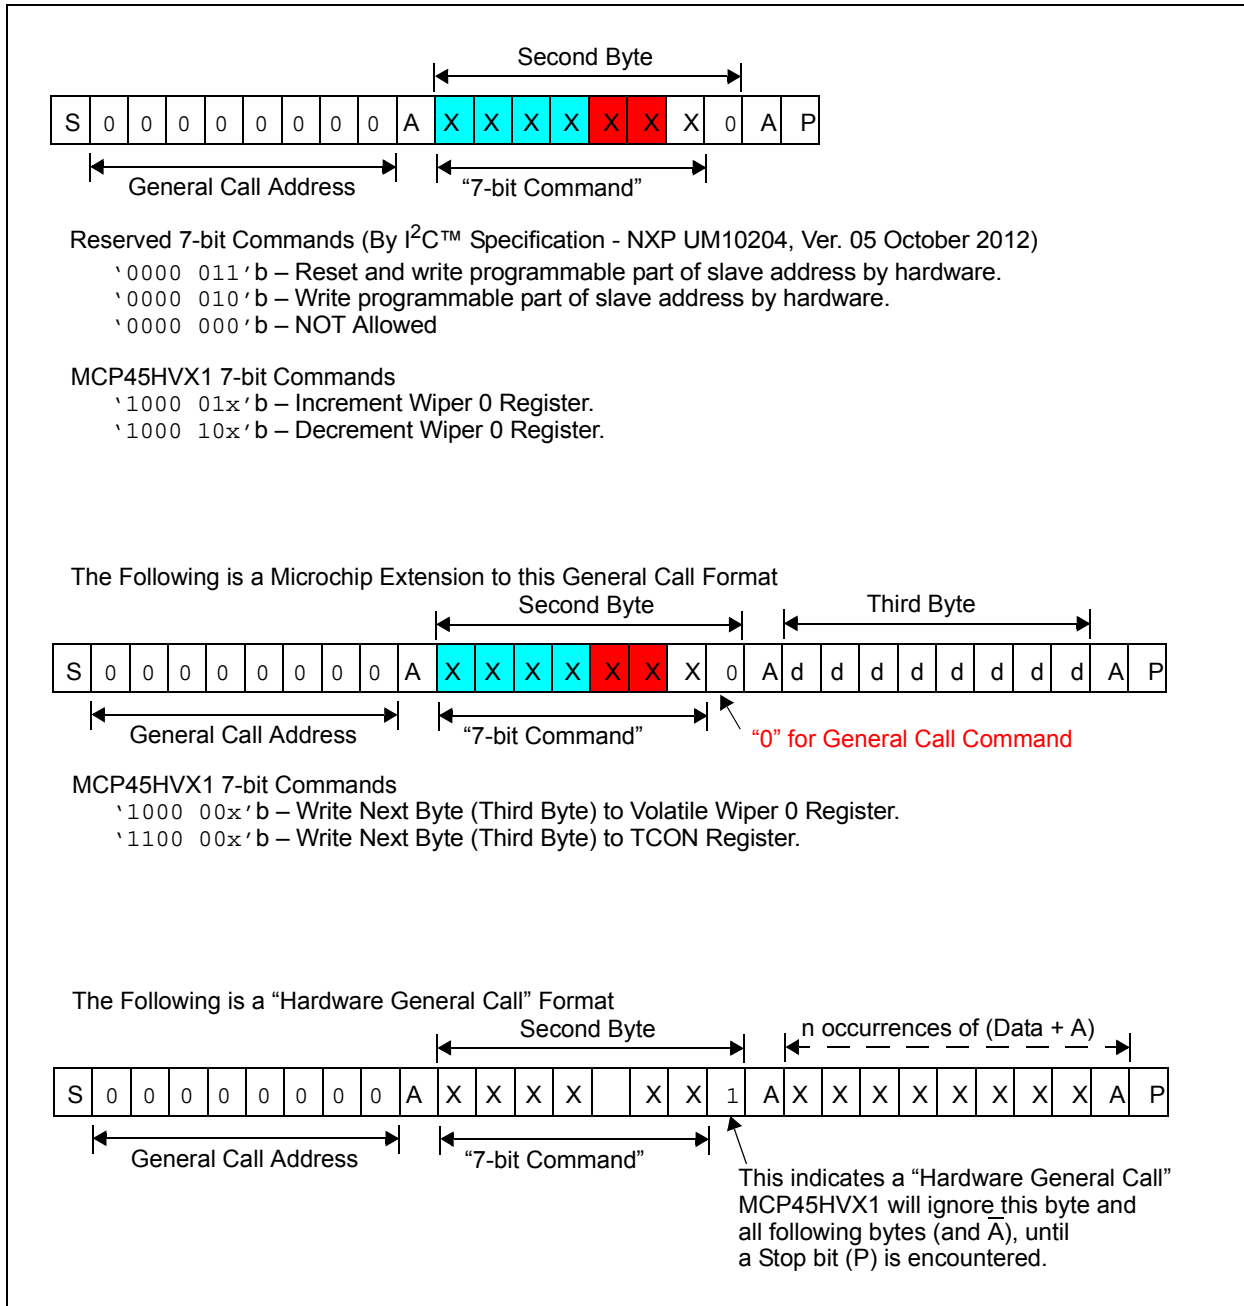 Second Byte
S 0 0 0 0 0 0 0 0 A X X X X X X X 0 A P
General Call Address “7-bit Command”
Reserved 7-bit Commands (By I2C™ Specification - NXP UM10204, Ver. 05 October 2012)
‘0000 011’b – Reset and write programmable part of slave address by hardware.
‘0000 010’b – Write programmable part of slave address by hardware.
‘0000 000’b – NOT Allowed
MCP45HVX1 7-bit Commands
‘1000 01x’b – Increment Wiper 0 Register.
‘1000 10x’b – Decrement Wiper 0 Register.
The Following is a Microchip Extension to this General Call Format
Second Byte Third Byte
S 0 0 0 0 0 0 0 0 A X X X X X X X 0 A d d d d d d d d A P
General Call Address “7-bit Command” “0” for General Call Command
MCP45HVX1 7-bit Commands
‘1000 00x’b – Write Next Byte (Third Byte) to Volatile Wiper 0 Register.
‘1100 00x’b – Write Next Byte (Third Byte) to TCON Register.
The Following is a “Hardware General Call” Format
Second Byte n occurrences of (Data + A)
S 0 0 0 0 0 0 0 0 A X X X X X X 1 A X X X X X X X X A P
General Call Address “7-bit Command”
This indicates a “Hardware General Call”
MCP45HVX1 will ignore this byte and
all following bytes (and A̅), until
a Stop bit (P) is encountered.